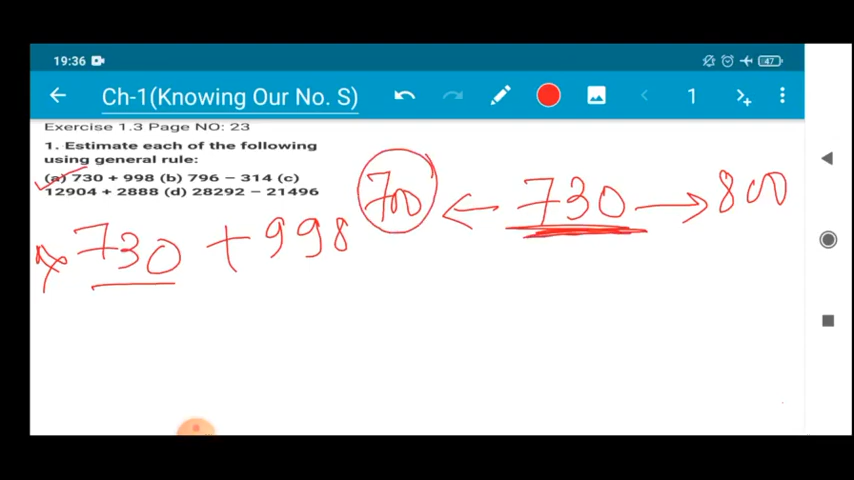 19:36
47
Ch-1(Knowing Our No. S)
1
Exercise 1.3 Page NO: 23
1. Estimate each of the following
using general rule:
(a) 730 + 998 (b) 796 − 314 (c)
12904 + 2888 (d) 28292 − 21496
700 ← 730 → 800
730 + 998